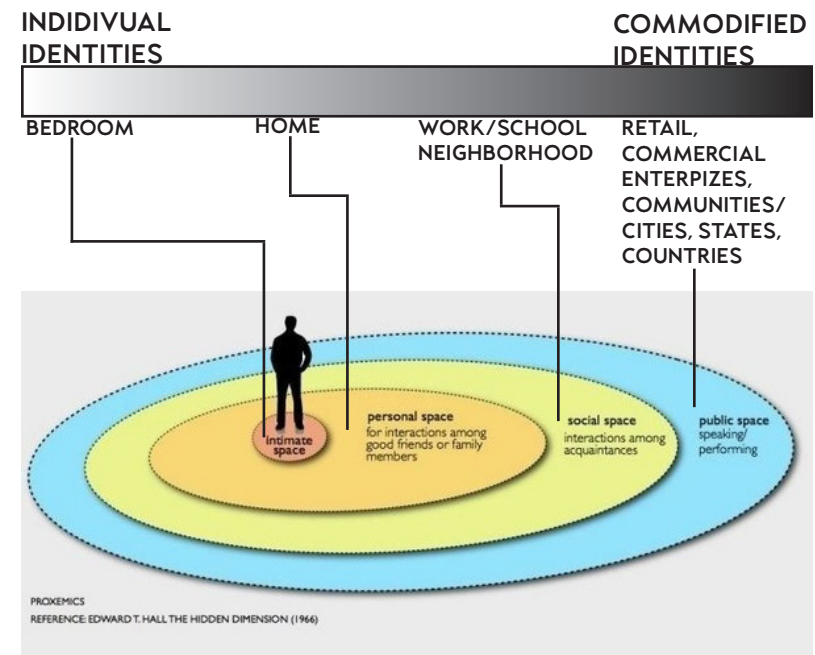 INDIDIVUAL
IDENTITIES
COMMODIFIED
IDENTITIES
BEDROOM
HOME
WORK/SCHOOL
NEIGHBORHOOD
RETAIL,
COMMERCIAL
ENTERPIZES,
COMMUNITIES/
CITIES, STATES,
COUNTRIES
intimate
space
personal space
for interactions among
good friends or family
members
social space
interactions among
acquaintances
public space
speaking/
performing
PROXEMICS
REFERENCE: EDWARD T. HALL THE HIDDEN DIMENSION (1966)